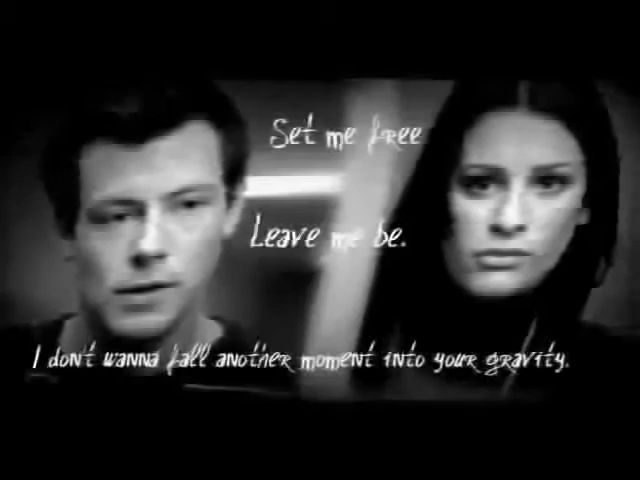 Set me free
Leave me be.
I don't wanna fall another moment into your gravity.